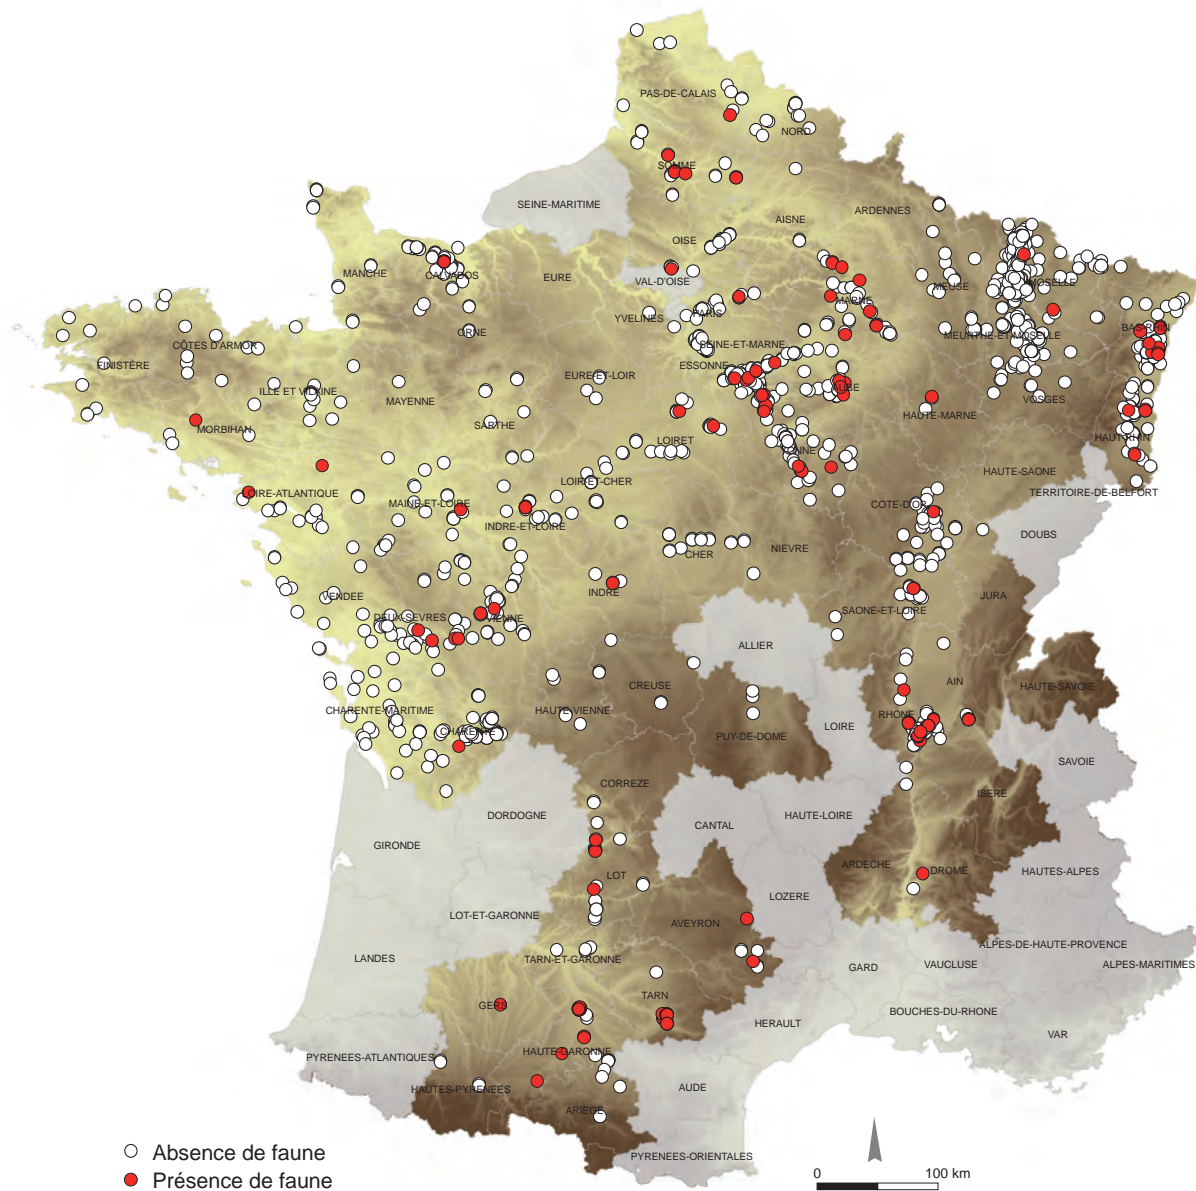 PAS-DE-CALAIS
NORD
SOMME
SEINE-MARITIME
AISNE
ARDENNES
OISE
MANCHE
CALVADOS
EURE
VAL-D'OISE
MEUSE
MOSELLE
MARNE
PARIS
YVELINES
ORNE
BAS-RHIN
MEURTHE-ET-MOSELLE
SEINE-ET-MARNE
CÔTES D'ARMOR
FINISTÈRE
ESSONNE
EURE-ET-LOIR
AUBE
ILLE ET VILAINE
MAYENNE
VOSGES
HAUTE-MARNE
SARTHE
MORBIHAN
LOIRET
YONNE
HAUT-RHIN
HAUTE-SAONE
LOIR-ET-CHER
TERRITOIRE-DE-BELFORT
LOIRE-ATLANTIQUE
MAINE-ET-LOIRE
COTE-D'OR
INDRE-ET-LOIRE
DOUBS
NIEVRE
CHER
INDRE
VENDEE
JURA
SAONE-ET-LOIRE
DEUX-SEVRES
VIENNE
ALLIER
AIN
CREUSE
HAUTE-SAVOIE
CHARENTE-MARITIME
HAUTE-VIENNE
RHONE
LOIRE
CHARENTE
PUY-DE-DOME
SAVOIE
CORREZE
ISERE
DORDOGNE
HAUTE-LOIRE
CANTAL
GIRONDE
ARDECHE
DROME
HAUTES-ALPES
LOT
LOZERE
LOT-ET-GARONNE
AVEYRON
ALPES-DE-HAUTE-PROVENCE
LANDES
TARN-ET-GARONNE
GARD
VAUCLUSE
ALPES-MARITIMES
TARN
GERS
BOUCHES-DU-RHONE
HERAULT
VAR
HAUTE-GARONNE
PYRENEES-ATLANTIQUES
AUDE
HAUTES-PYRENEES
ARIEGE
PYRENEES-ORIENTALES
Absence de faune
Présence de faune
0 100 km